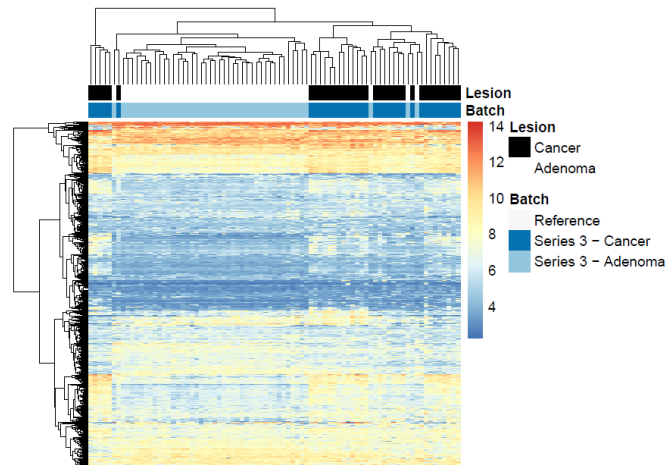 Lesion
Batch
14
12
10
8
6
4
Lesion
Cancer
Adenoma
Batch
Reference
Series 3 − Cancer
Series 3 − Adenoma